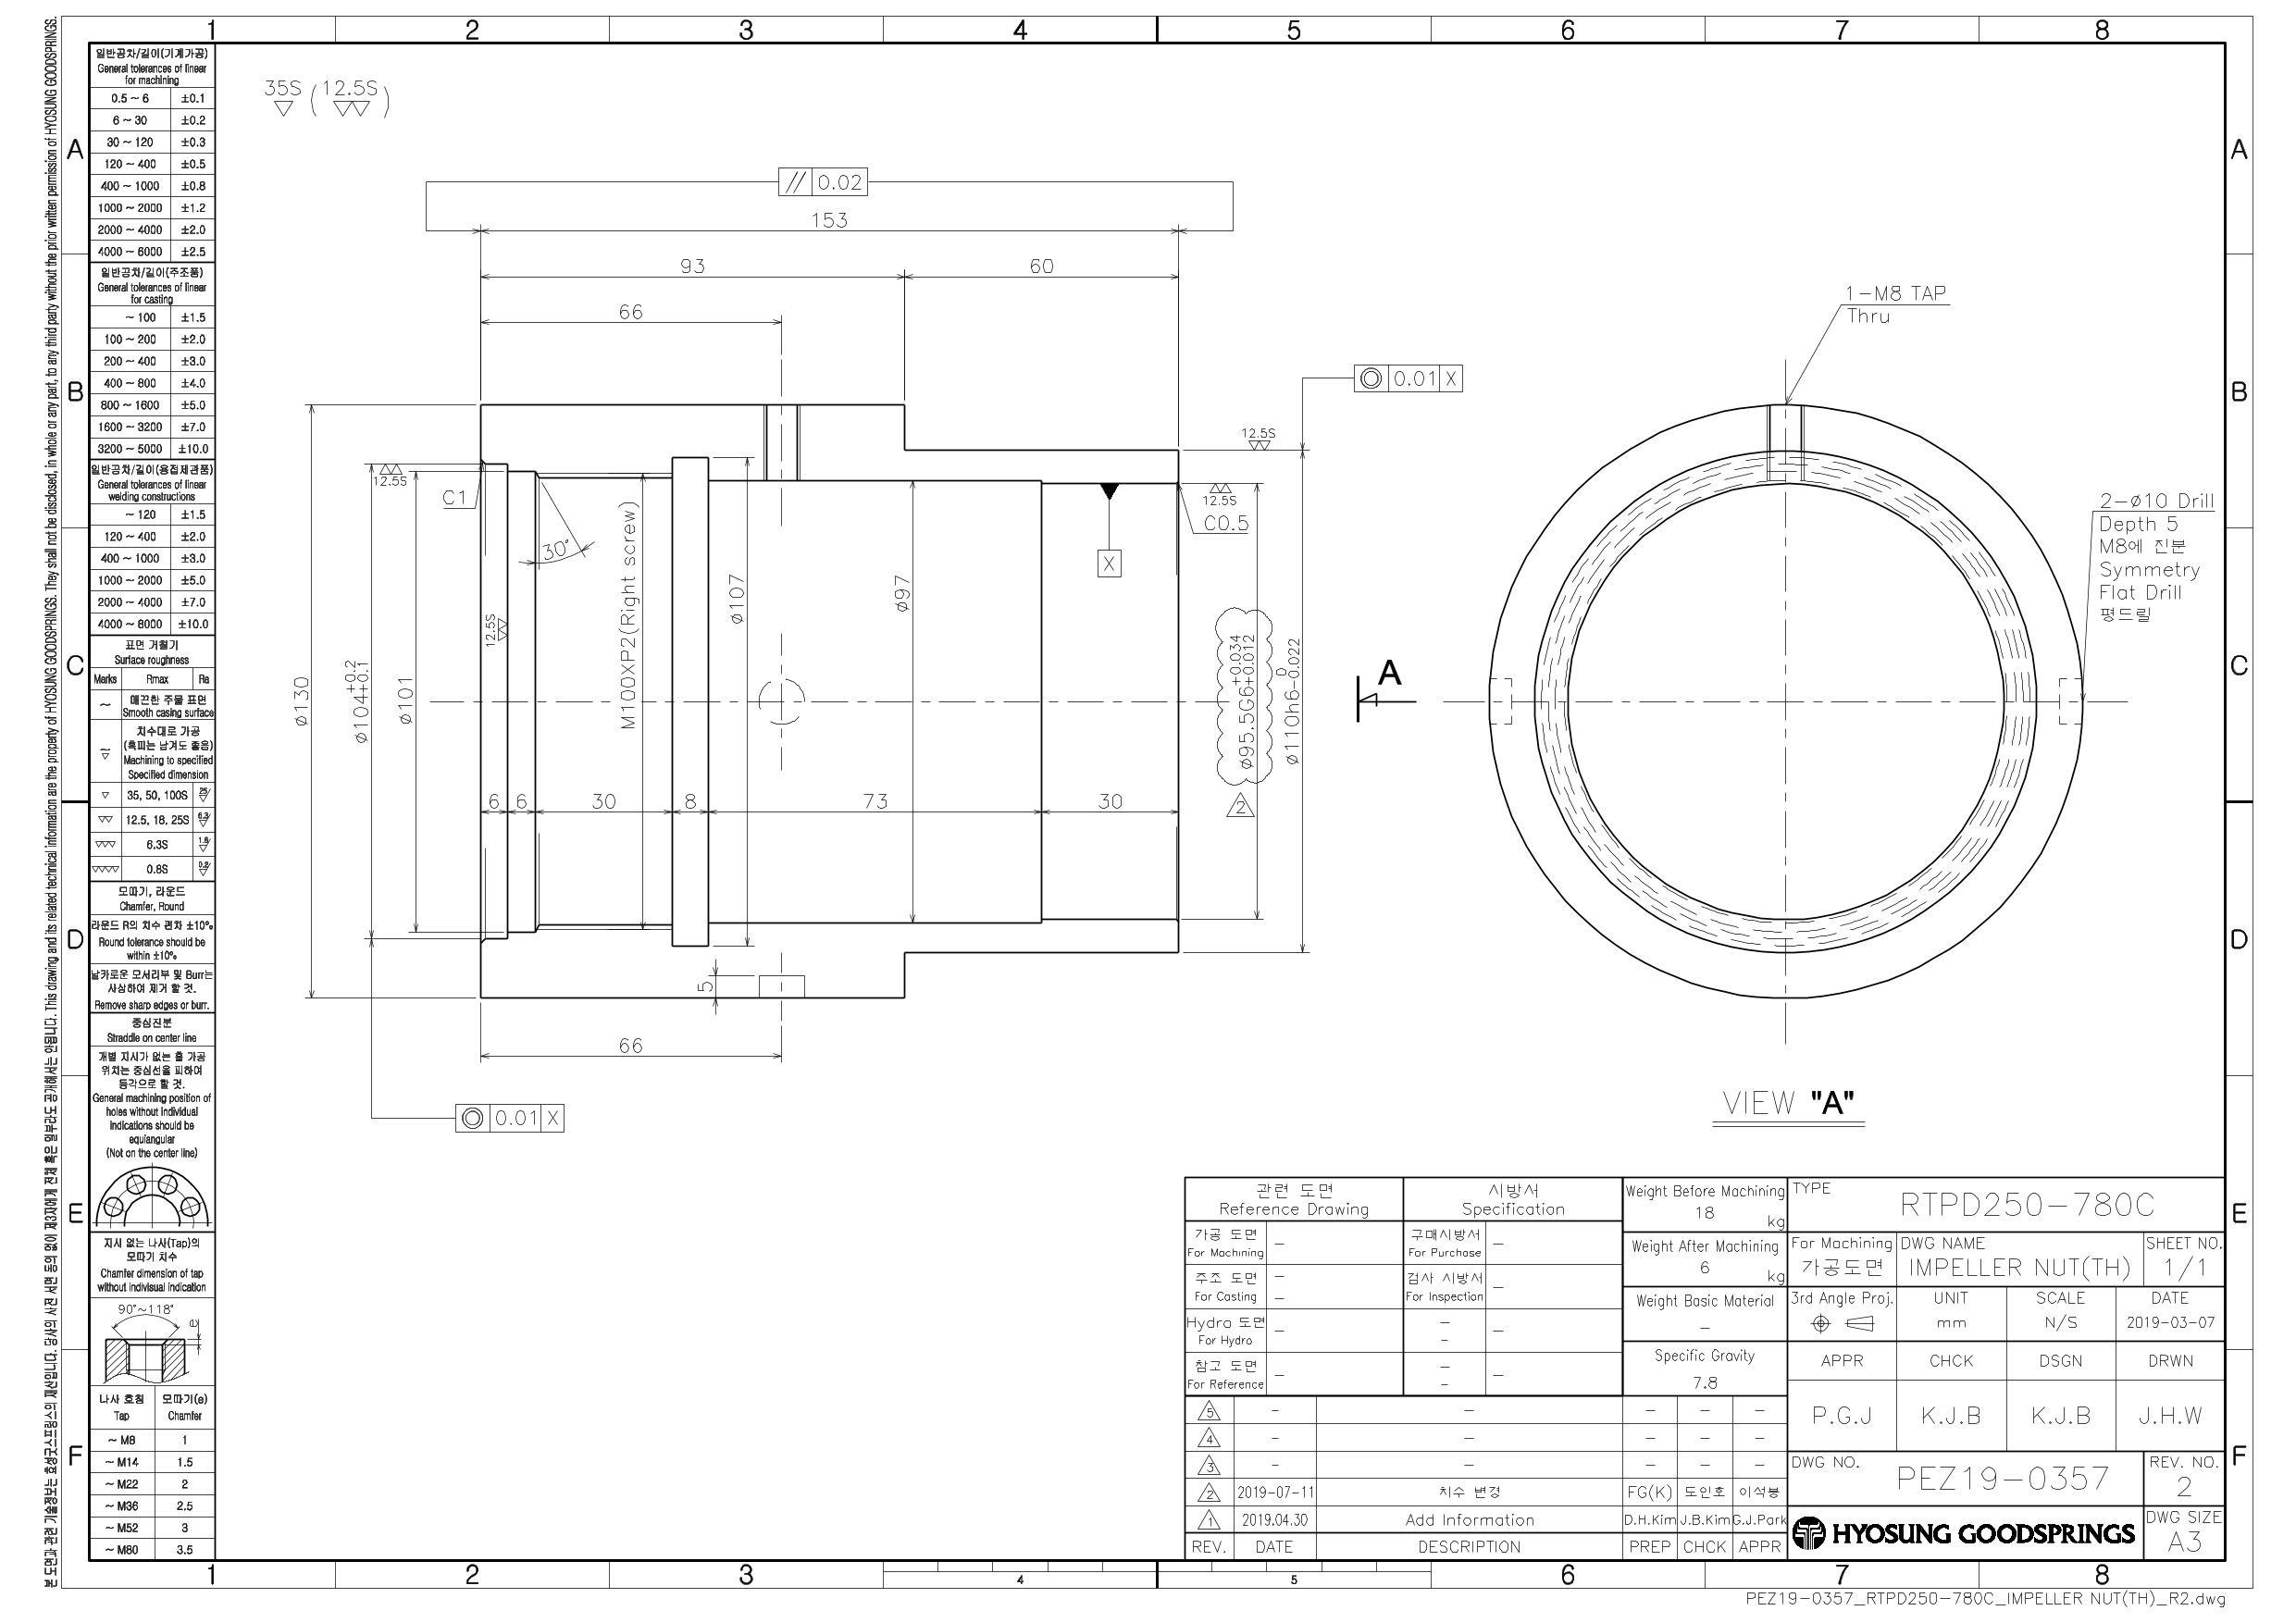 1 2 3 4 5 6 7 8
A B C D E F
본 도면과 관련 기술정보는 효성굿스프링스의 재산입니다. 당사의 사전 서면 동의 없이 제3자에게 전체 혹은 일부라도 공개해서는 안됩니다. This drawing and its related technical information are the property of HYOSUNG GOODSPRINGS. They shall not be disclosed, in whole or any part, to any third party without the prior written permission of HYOSUNG GOODSPRINGS.
일반공차/길이(기계가공)
General tolerances of linear
for machining
0.5 ~ 6 ±0.1
6 ~ 30 ±0.2
30 ~ 120 ±0.3
120 ~ 400 ±0.5
400 ~ 1000 ±0.8
1000 ~ 2000 ±1.2
2000 ~ 4000 ±2.0
4000 ~ 6000 ±2.5
일반공차/길이(주조품)
General tolerances of linear
for casting
~ 100 ±1.5
100 ~ 200 ±2.0
200 ~ 400 ±3.0
400 ~ 800 ±4.0
800 ~ 1600 ±5.0
1600 ~ 3200 ±7.0
3200 ~ 5000 ±10.0
일반공차/길이(용접제관품)
General tolerances of linear
welding constructions
~ 120 ±1.5
120 ~ 400 ±2.0
400 ~ 1000 ±3.0
1000 ~ 2000 ±5.0
2000 ~ 4000 ±7.0
4000 ~ 8000 ±10.0
표면 거칠기
Surface roughness
Marks Rmax Ra
~ 매끈한 주물 표면
Smooth casing surface
치수대로 가공
(흑피는 남겨도 좋음)
Machining to specified
Specified dimension
▽ 35, 50, 100S 25
▽▽ 12.5, 18, 25S 6.3
▽▽▽ 6.3S 1.6
▽▽▽▽ 0.8S 0.2
모따기, 라운드
Chamfer, Round
라운드 R의 치수 편차 ±10%
Round tolerance should be
within ±10%
날카로운 모서리부 및 Burr는
사상하여 제거 할 것.
Remove sharp edges or burr.
중심진분
Straddle on center line
개별 지시가 없는 홀 가공
위치는 중심선을 피하여
등각으로 할 것.
General machining position of
holes without individual
indications should be
equiangular
(Not on the center line)
지시 없는 나사(Tap)의
모따기 치수
Chamfer dimension of tap
without indivisual indication
90°~118°
e
나사 호칭 모따기(e)
Tap Chamfer
~ M8 1
~ M14 1.5
~ M22 2
~ M36 2.5
~ M52 3
~ M80 3.5
35S (12.5S)
// 0.02
153
93 60
66
◎ 0.01 X
12.5S
12.5S
C1
30°
12.5S
C0.5
X
12.5S
ø130
ø104+0.2
+0.1
ø101
M100XP2(Right screw)
ø107
ø97
ø95.5G6+0.034
+0.012
ø110h6 0
-0.022
2
6 6 30 8 73 30
5
66
◎ 0.01 X
A
1-M8 TAP
Thru
2-ø10 Drill
Depth 5
M8에 진분
Symmetry
Flat Drill
평드릴
VIEW "A"
관련 도면
Reference Drawing
시방서
Specification
가공 도면
For Machining -
구매시방서
For Purchase -
주조 도면 -
For Casting -
검사 시방서
For Inspection -
Hydro 도면
For Hydro -
- - -
참고 도면
For Reference -
- - -
Weight Before Machining
18 kg
Weight After Machining
6 kg
Weight Basic Material
-
Specific Gravity
7.8
TYPE RTPD250-780C
For Machining
가공도면
DWG NAME
IMPELLER NUT(TH)
SHEET NO.
1/1
3rd Angle Proj. UNIT SCALE DATE
mm N/S 2019-03-07
APPR CHCK DSGN DRWN
P.G.J K.J.B K.J.B J.H.W
DWG NO. PEZ19-0357
REV. NO.
2
HYOSUNG GOODSPRINGS
DWG SIZE
A3
5 - - - - -
4 - - - - -
3 - - - - -
2 2019-07-11 치수 변경 FG(K) 도인호 이석봉
1 2019.04.30 Add Information D.H.Kim J.B.Kim G.J.Park
REV. DATE DESCRIPTION PREP CHCK APPR
1 2 3 4 5 6 7 8
PEZ19-0357_RTPD250-780C_IMPELLER NUT(TH)_R2.dwg